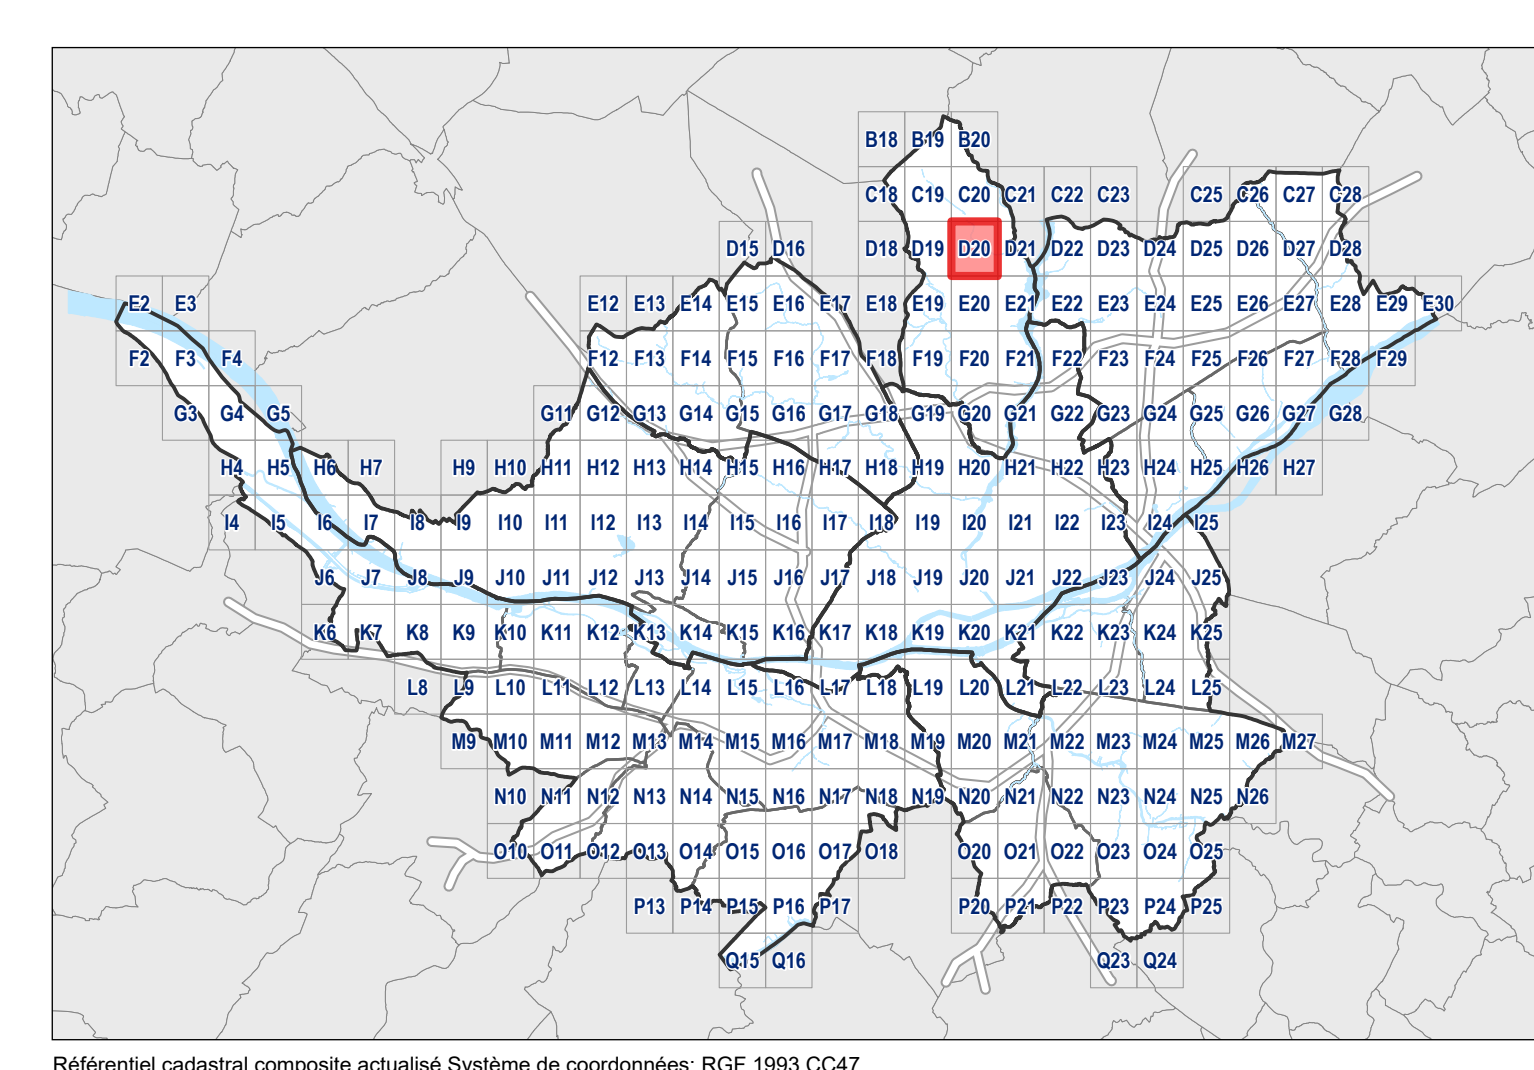 B18 B19 B20
C18 C19 C20 C21 C22 C23 C25 C26 C27 C28
D15 D16 D18 D19 D20 D21 D22 D23 D24 D25 D26 D27 D28
E2 E3 E12 E13 E14 E15 E16 E17 E18 E19 E20 E21 E22 E23 E24 E25 E26 E27 E28 E29 E30
F2 F3 F4 F12 F13 F14 F15 F16 F17 F18 F19 F20 F21 F22 F23 F24 F25 F26 F27 F28 F29
G3 G4 G5 G11 G12 G13 G14 G15 G16 G17 G18 G19 G20 G21 G22 G23 G24 G25 G26 G27 G28
H4 H5 H6 H7 H9 H10 H11 H12 H13 H14 H15 H16 H17 H18 H19 H20 H21 H22 H23 H24 H25 H26 H27
I4 I5 I6 I7 I8 I9 I10 I11 I12 I13 I14 I15 I16 I17 I18 I19 I20 I21 I22 I23 I24 I25
J6 J7 J8 J9 J10 J11 J12 J13 J14 J15 J16 J17 J18 J19 J20 J21 J22 J23 J24 J25
K6 K7 K8 K9 K10 K11 K12 K13 K14 K15 K16 K17 K18 K19 K20 K21 K22 K23 K24 K25
L8 L9 L10 L11 L12 L13 L14 L15 L16 L17 L18 L19 L20 L21 L22 L23 L24 L25
M9 M10 M11 M12 M13 M14 M15 M16 M17 M18 M19 M20 M21 M22 M23 M24 M25 M26 M27
N10 N11 N12 N13 N14 N15 N16 N17 N18 N19 N20 N21 N22 N23 N24 N25 N26
O10 O11 O12 O13 O14 O15 O16 O17 O18 O20 O21 O22 O23 O24 O25
P13 P14 P15 P16 P17 P20 P21 P22 P23 P24 P25
Q15 Q16 Q23 Q24
Référentiel cadastral composite actualisé Système de coordonnées: RGF 1993 CC47